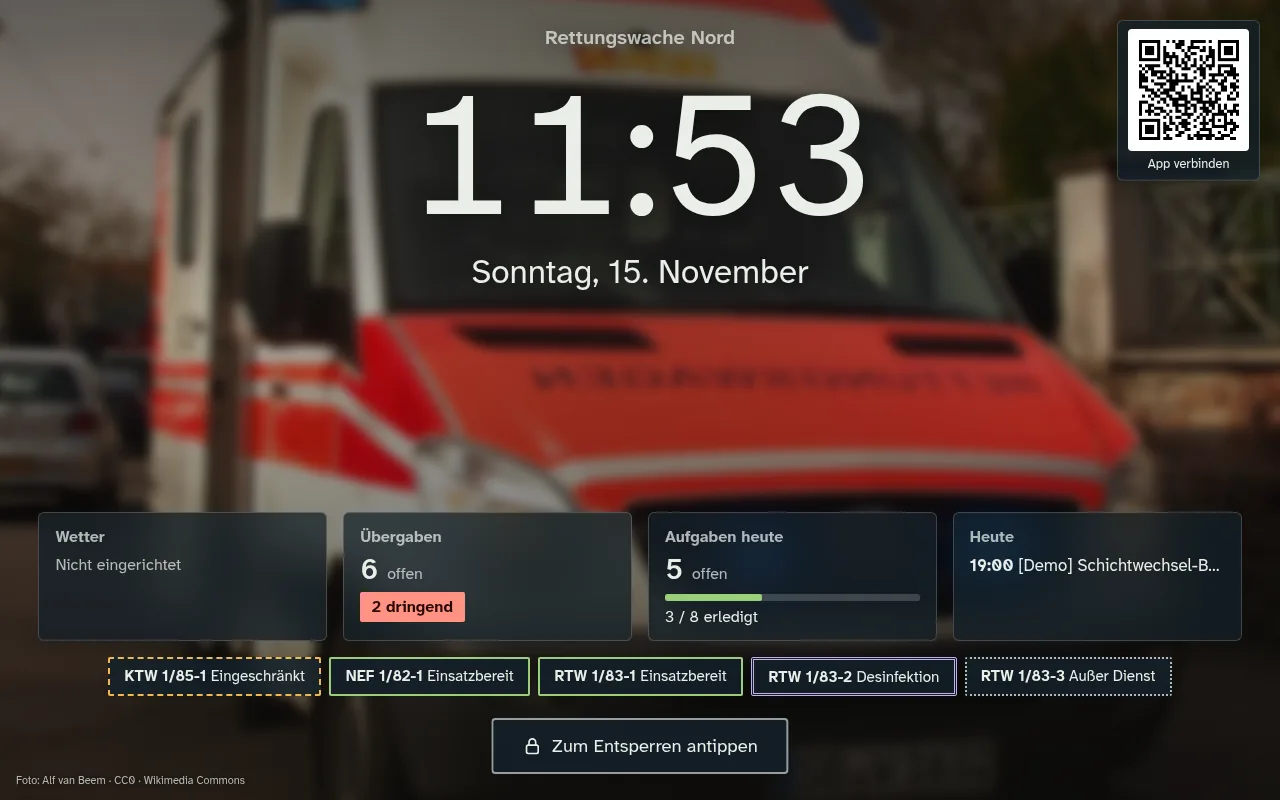 Rettungswache Nord
11:53
Sonntag, 15. November
App verbinden
Wetter
Nicht eingerichtet
Übergaben
6 offen
2 dringend
Aufgaben heute
5 offen
3 / 8 erledigt
Heute
19:00 [Demo] Schichtwechsel-B...
KTW 1/85-1 Eingeschränkt
NEF 1/82-1 Einsatzbereit
RTW 1/83-1 Einsatzbereit
RTW 1/83-2 Desinfektion
RTW 1/83-3 Außer Dienst
Zum Entsperren antippen
Foto: Alf van Beem · CC0 · Wikimedia Commons